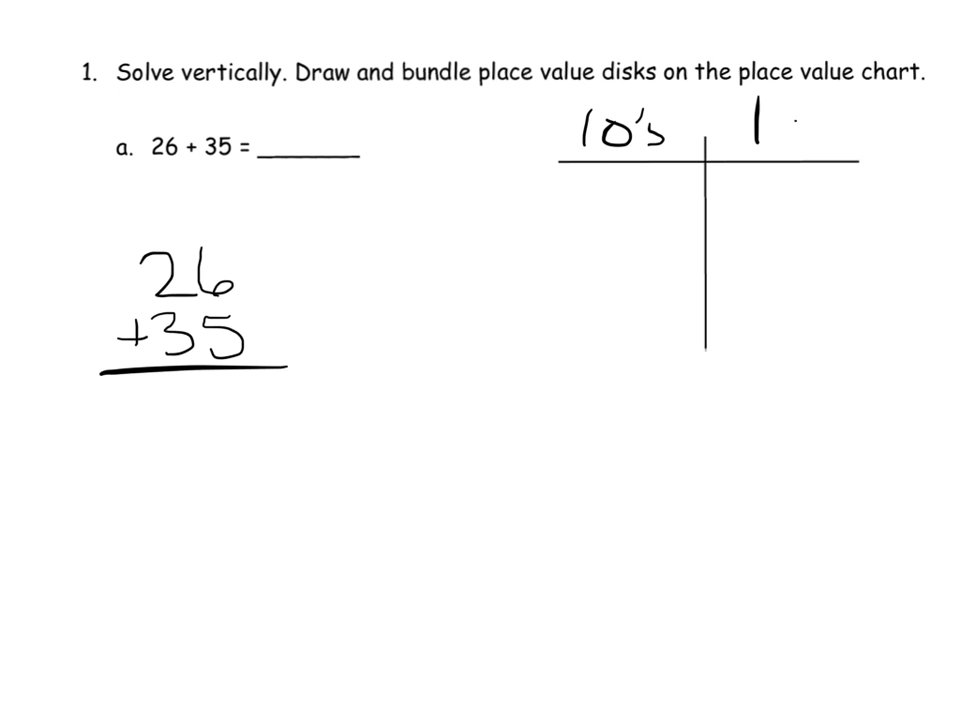 1. Solve vertically. Draw and bundle place value disks on the place value chart.
a. 26 + 35 = ________
10's 1
26
+35